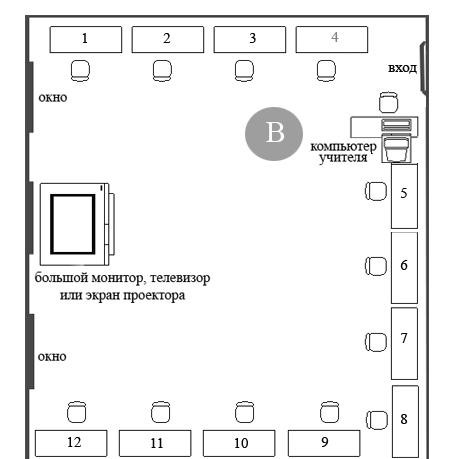 1
2
3
4
вход
окно
В
компьютер
учителя
5
6
большой монитор, телевизор
или экран проектора
7
окно
8
12
11
10
9